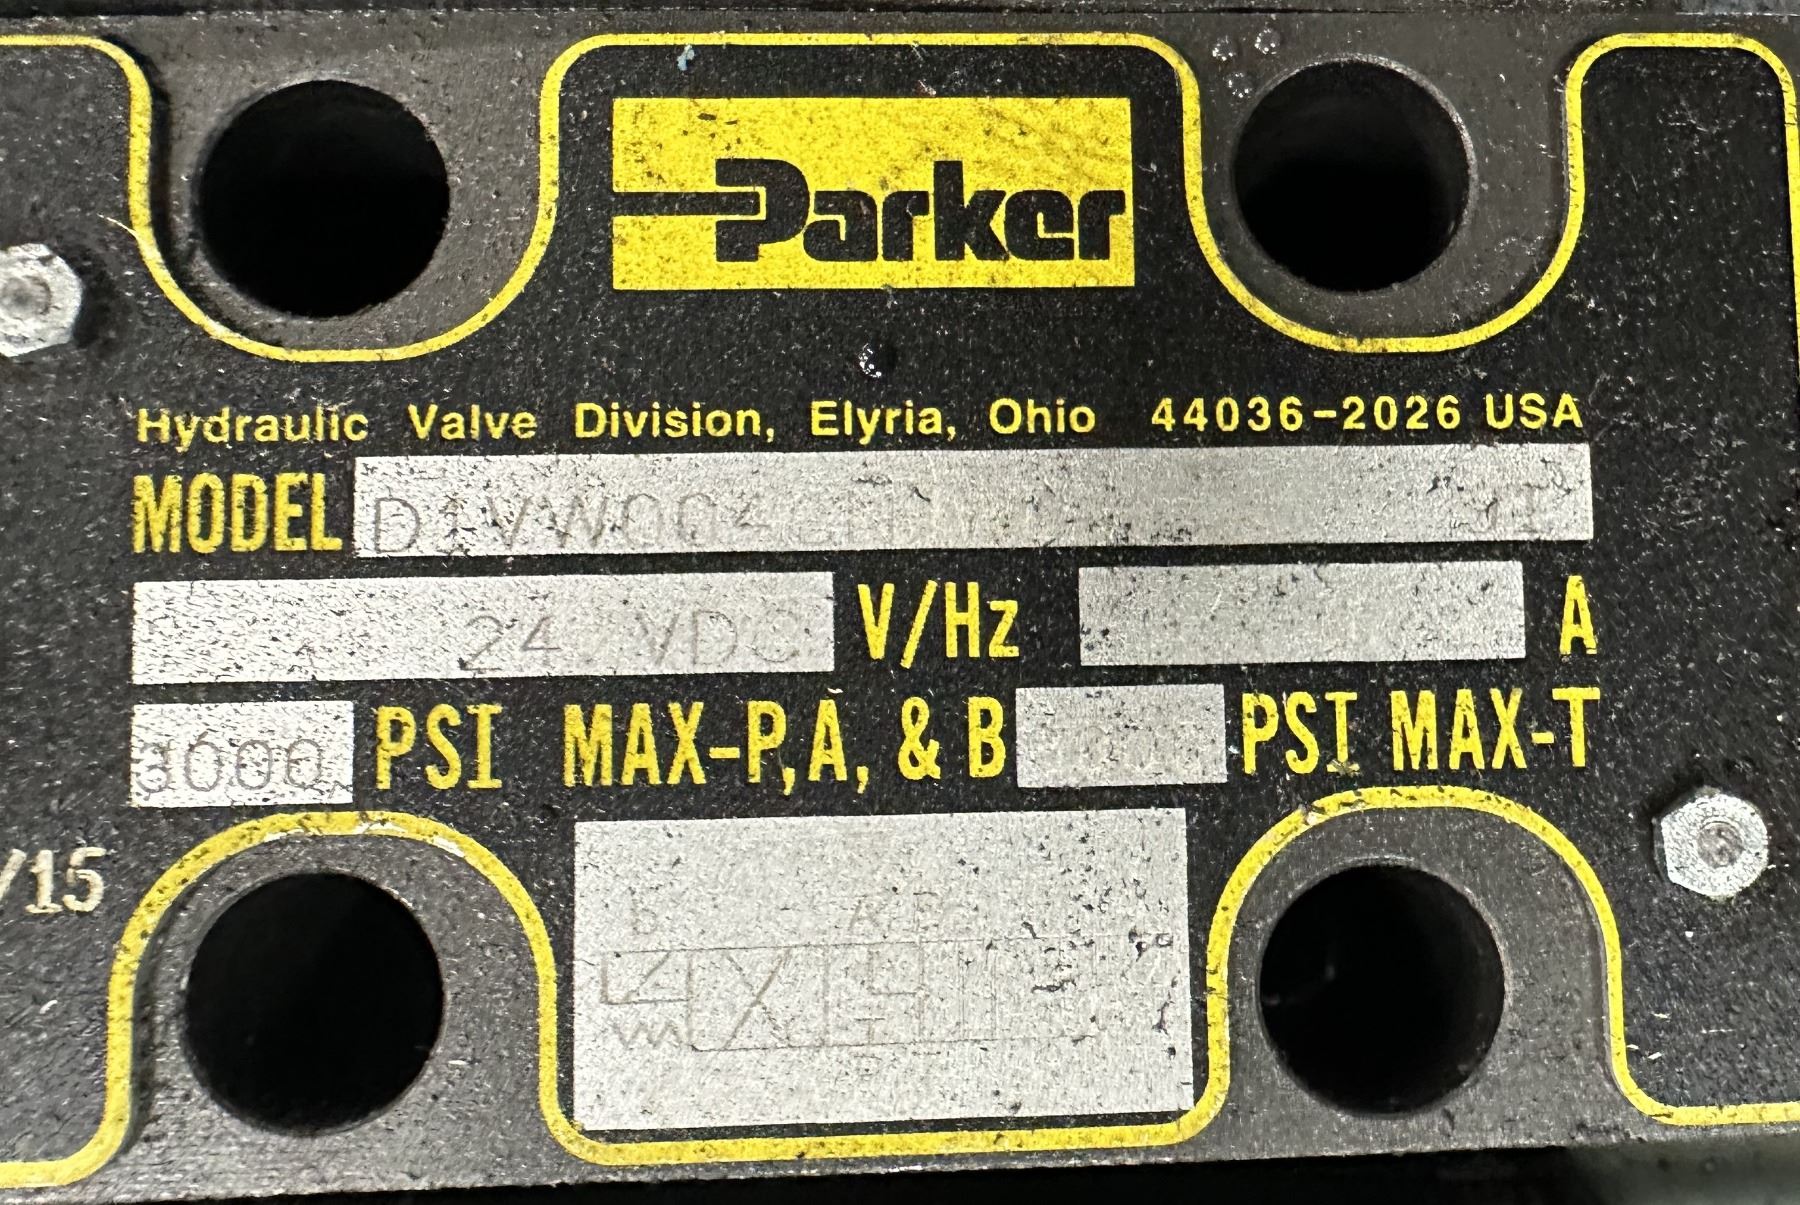 Parker
Hydraulic Valve Division, Elyria, Ohio 44036-2026 USA
MODEL
24 VDC V/Hz A
3000 PSI MAX-P,A, & B PSI MAX-T
/15
b A B